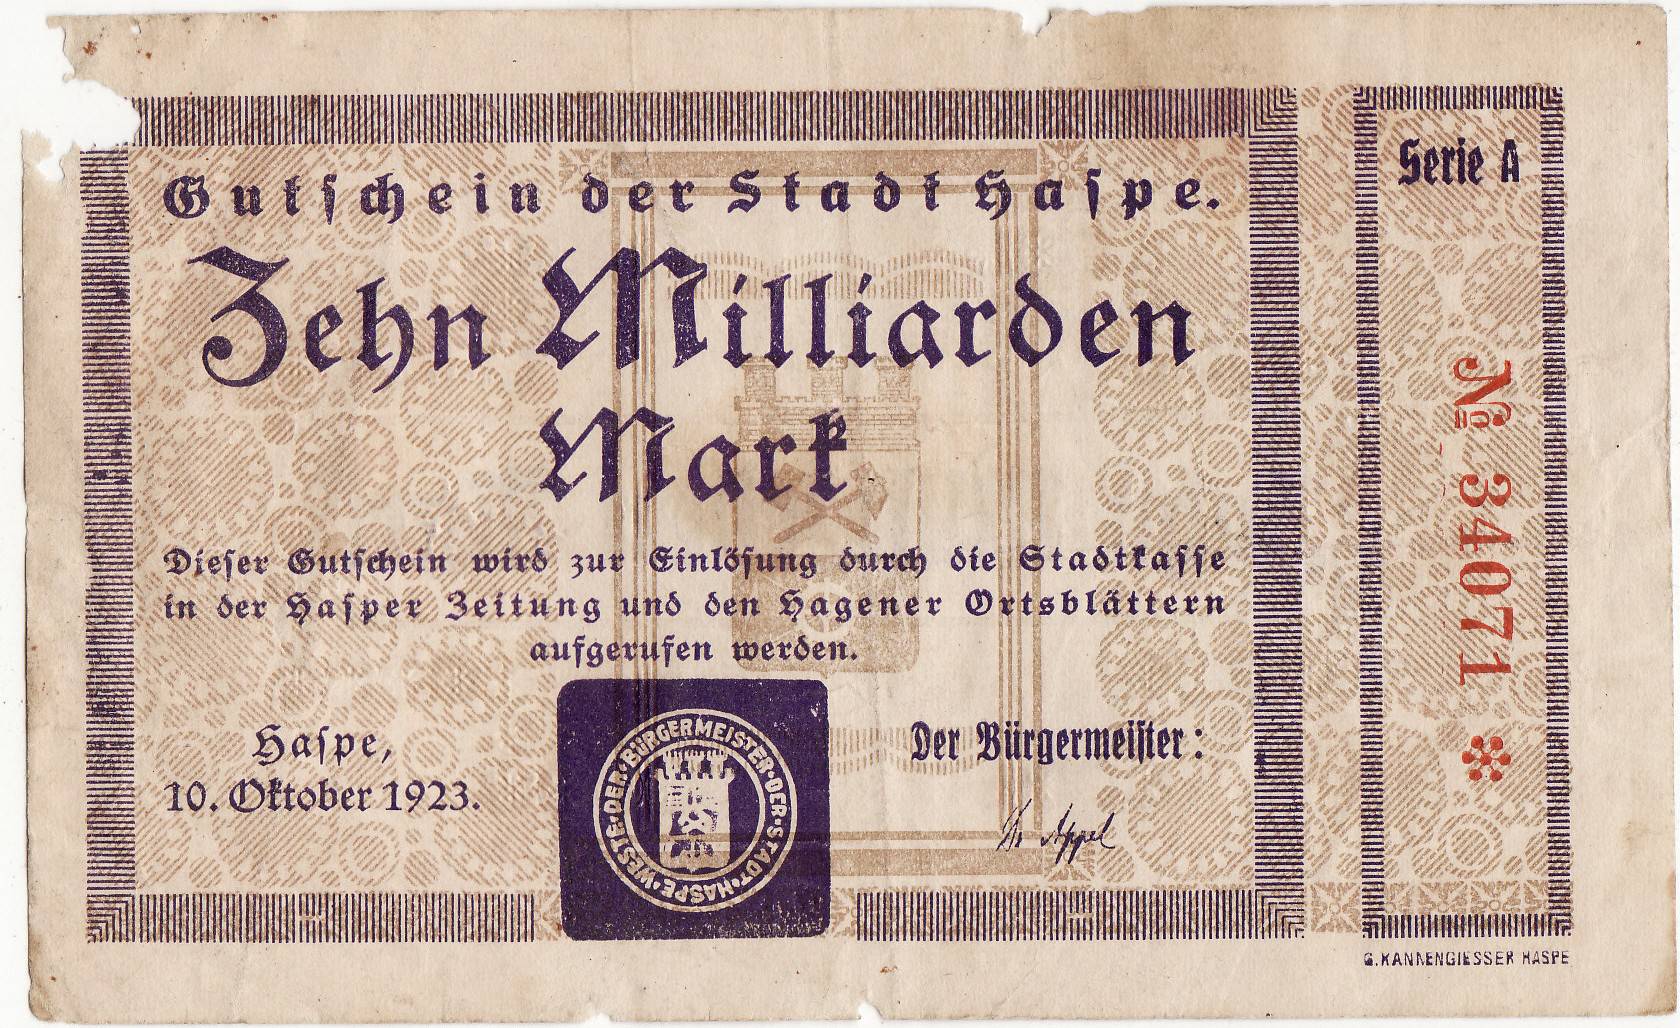 Gutschein der Stadt Haspe.
Zehn Milliarden
Mark
Dieser Gutschein wird zur Einlösung durch die Stadtkasse
in der Hasper Zeitung und den Hagener Ortsblättern
aufgerufen werden.
Haspe,
10. Oktober 1923.
DER·BÜRGERMEISTER·DER·STADT·HASPE·WESTF·
Der Bürgermeister:
Appel
Serie A
№ 34071 *
G. KANNENGIESSER HASPE